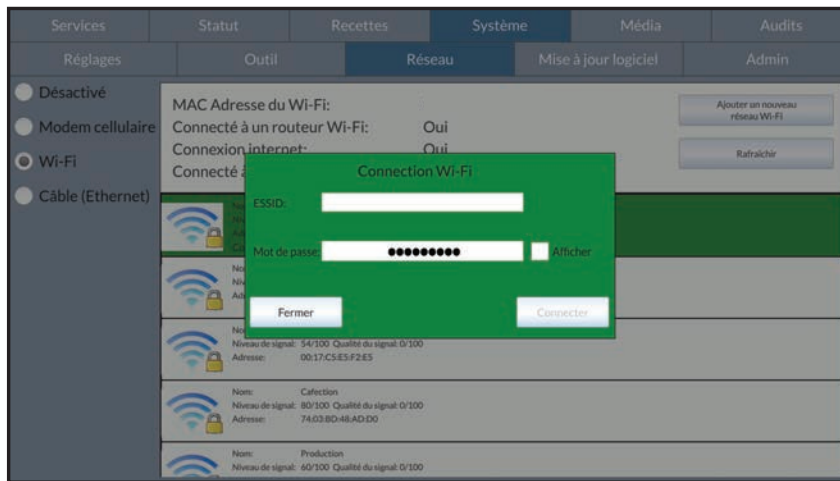 Services Statut Recettes Système Média Audits
Réglages Outil Réseau Mise à jour logiciel Admin
Désactivé
Modem cellulaire
Wi-Fi
Câble (Ethernet)
MAC Adresse du Wi-Fi:
Connecté à un routeur Wi-Fi: Oui
Connexion internet: Oui
Connecté
Ajouter un nouveau
réseau Wi-Fi
Rafraîchir
Connection Wi-Fi
ESSID:
Mot de passe: ●●●●●●●●● Afficher
Fermer Connecter
Niveau de signal: 54/100 Qualité du signal: 0/100
Adresse: 00:17:C5:E5:F2:E5
Nom: Cafection
Niveau de signal: 80/100 Qualité du signal: 0/100
Adresse: 74:03:BD:48:AD:D0
Nom: Production
Niveau de signal: 60/100 Qualité du signal: 0/100